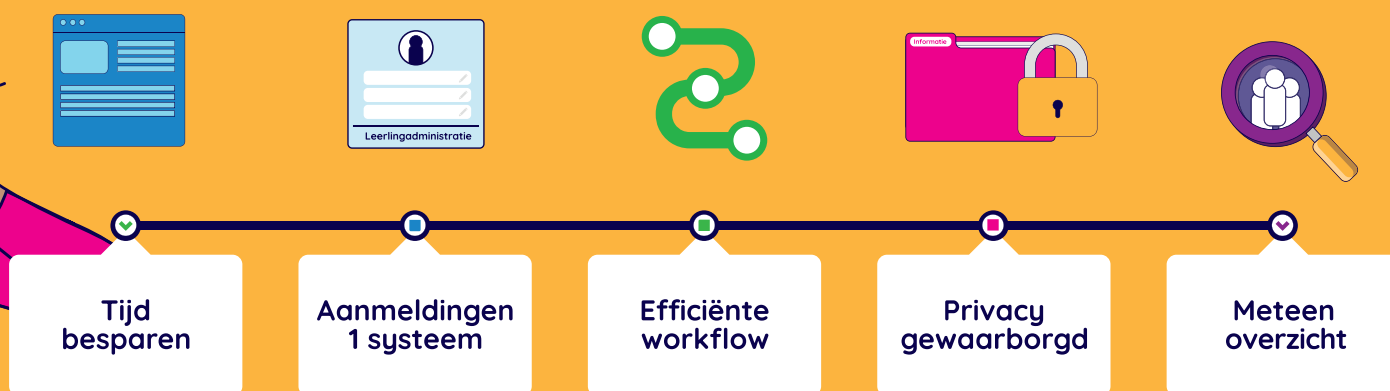 Informatie
Leerlingadministratie
Tijd
besparen
Aanmeldingen
1 systeem
Efficiënte
workflow
Privacy
gewaarborgd
Meteen
overzicht